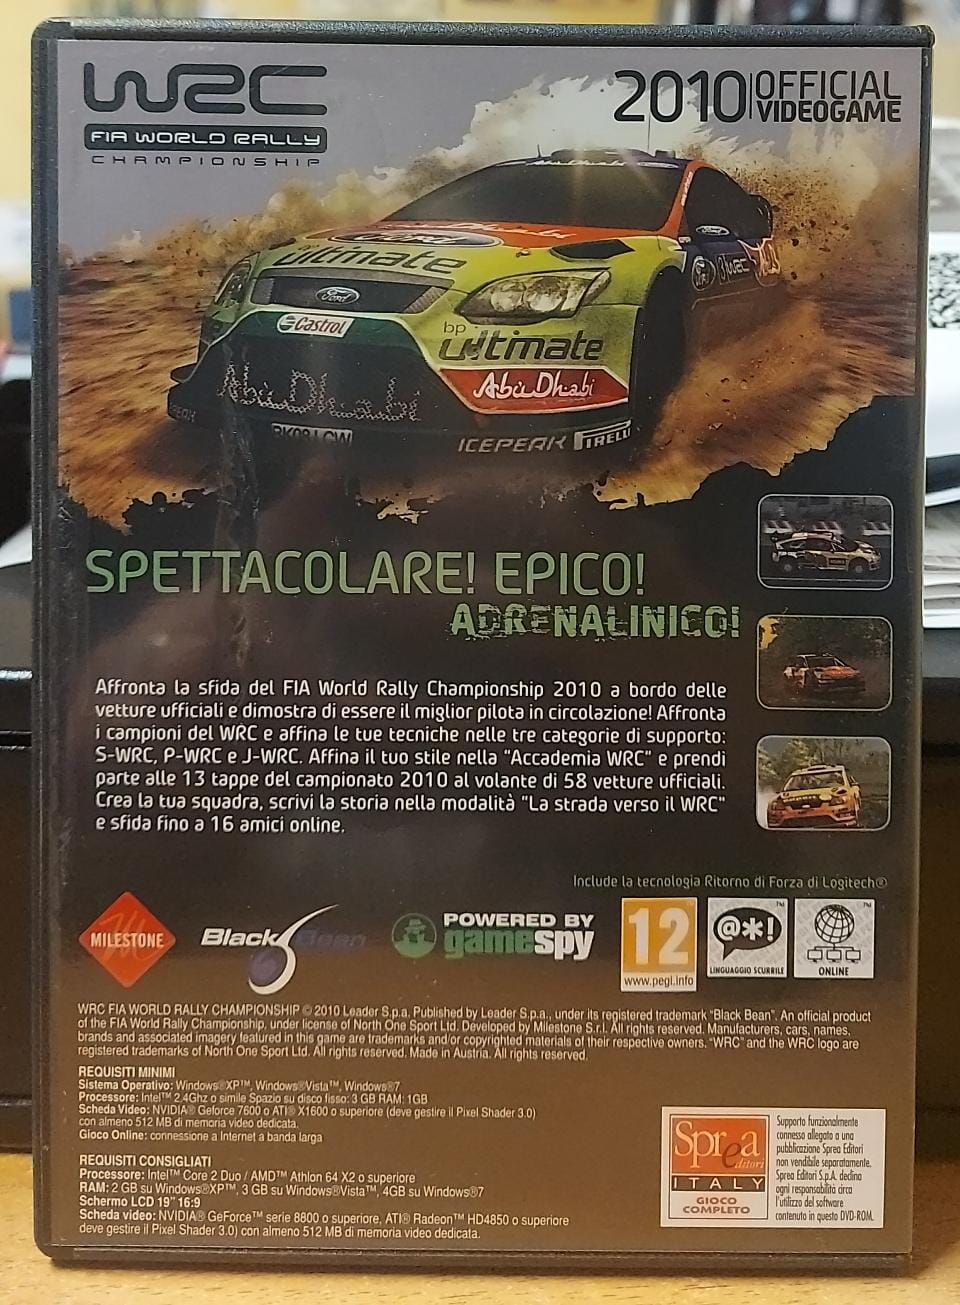 WRC
FIA WORLD RALLY
CHAMPIONSHIP
2010 OFFICIAL
VIDEOGAME
Abu Dhabi
Ford
ultimate
Ford
Castrol
bp
ultimate
Abu Dhabi
Abu Dhabi
ICEPEAK PIRELLI
Ford
3 WRC
SPETTACOLARE! EPICO!
ADRENALINICO!
Affronta la sfida del FIA World Rally Championship 2010 a bordo delle
vetture ufficiali e dimostra di essere il miglior pilota in circolazione! Affronta
i campioni del WRC e affina le tue tecniche nelle tre categorie di supporto:
S-WRC, P-WRC e J-WRC. Affina il tuo stile nella "Accademia WRC" e prendi
parte alle 13 tappe del campionato 2010 al volante di 58 vetture ufficiali.
Crea la tua squadra, scrivi la storia nella modalità "La strada verso il WRC"
e sfida fino a 16 amici online.
Include la tecnologia Ritorno di Forza di Logitech®
MILESTONE
Black Bean
POWERED BY
gamespy
12
www.pegi.info
@*!
LINGUAGGIO SCURRILE
ONLINE
WRC FIA WORLD RALLY CHAMPIONSHIP © 2010 Leader S.p.a. Published by Leader S.p.a., under its registered trademark "Black Bean". An official product
of the FIA World Rally Championship, under license of North One Sport Ltd. Developed by Milestone S.r.l. All rights reserved. Manufacturers, cars, names,
brands and associated imagery featured in this game are trademarks and/or copyrighted materials of their respective owners. "WRC" and the WRC logo are
registered trademarks of North One Sport Ltd. All rights reserved. Made in Austria. All rights reserved.
REQUISITI MINIMI
Sistema Operativo: Windows®XP™, Windows®Vista™, Windows®7
Processore: Intel™ 2,4Ghz o simile Spazio su disco fisso: 3 GB RAM: 1GB
Scheda Video: NVIDIA® Geforce 7600 o ATI® X1600 o superiore (deve gestire il Pixel Shader 3.0)
con almeno 512 MB di memoria video dedicata.
Gioco Online: connessione a Internet a banda larga
REQUISITI CONSIGLIATI
Processore: Intel™ Core 2 Duo / AMD™ Athlon 64 X2 o superiore
RAM: 2 GB su Windows®XP™, 3 GB su Windows®Vista™, 4GB su Windows®7
Schermo LCD 19" 16:9
Scheda video: NVIDIA® GeForce™ serie 8800 o superiore, ATI® Radeon™ HD4850 o superiore
deve gestire il Pixel Shader 3.0) con almeno 512 MB di memoria video dedicata.
Sprea
editori
ITALY
GIOCO
COMPLETO
Supporto funzionalmente
connesso allegato a una
pubblicazione Sprea Editori
non vendibile separatamente.
Sprea Editori S.p.A. declina
ogni responsabilità circa
l'utilizzo del software
contenuto in questo DVD-ROM.